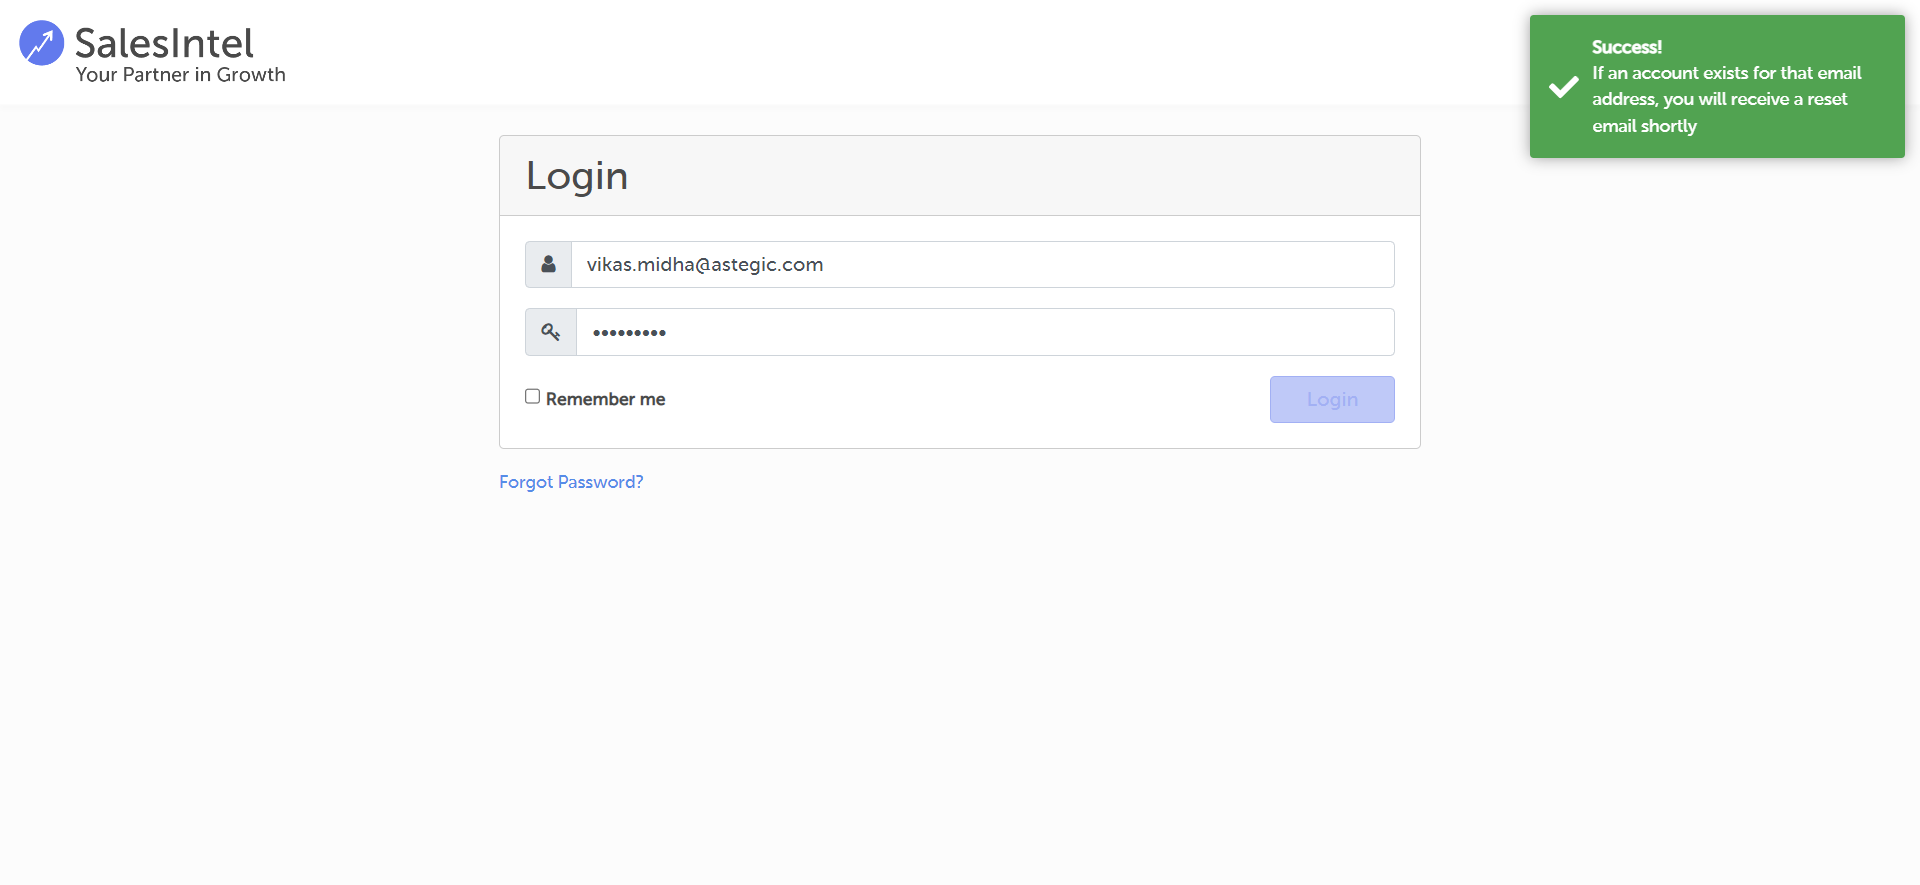 SalesIntel
Your Partner in Growth
Success!
If an account exists for that email
address, you will receive a reset
email shortly
Login
vikas.midha@astegic.com
•••••••••
Remember me
Login
Forgot Password?